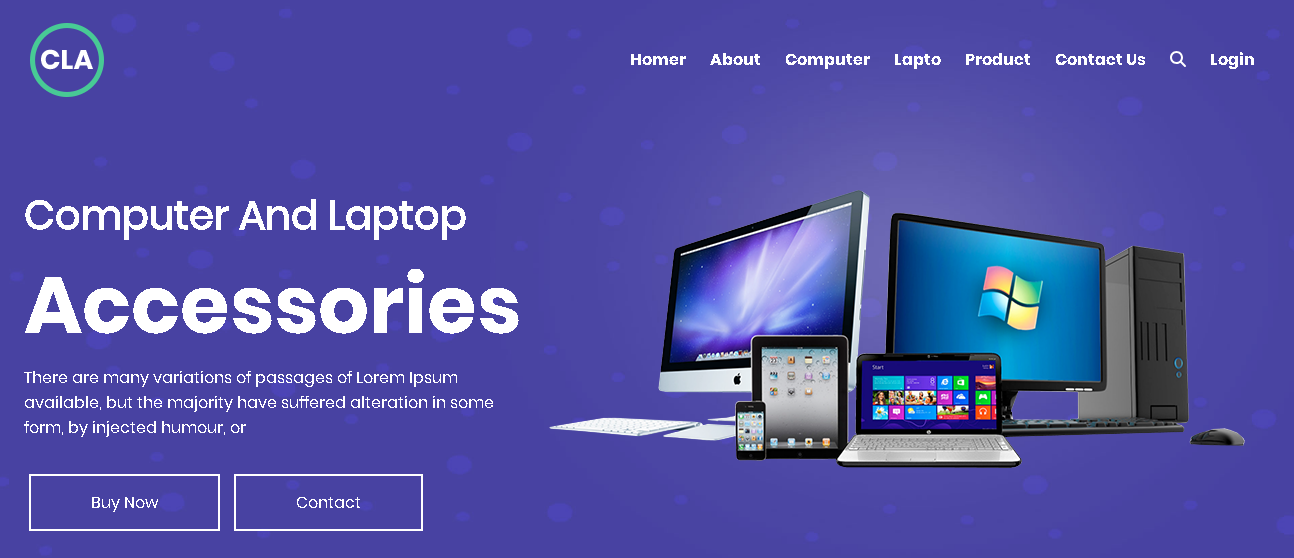 CLA
Homer About Computer Lapto Product Contact Us Login
Computer And Laptop
Accessories
There are many variations of passages of Lorem Ipsum
available, but the majority have suffered alteration in some
form, by injected humour, or
Buy Now Contact
Start